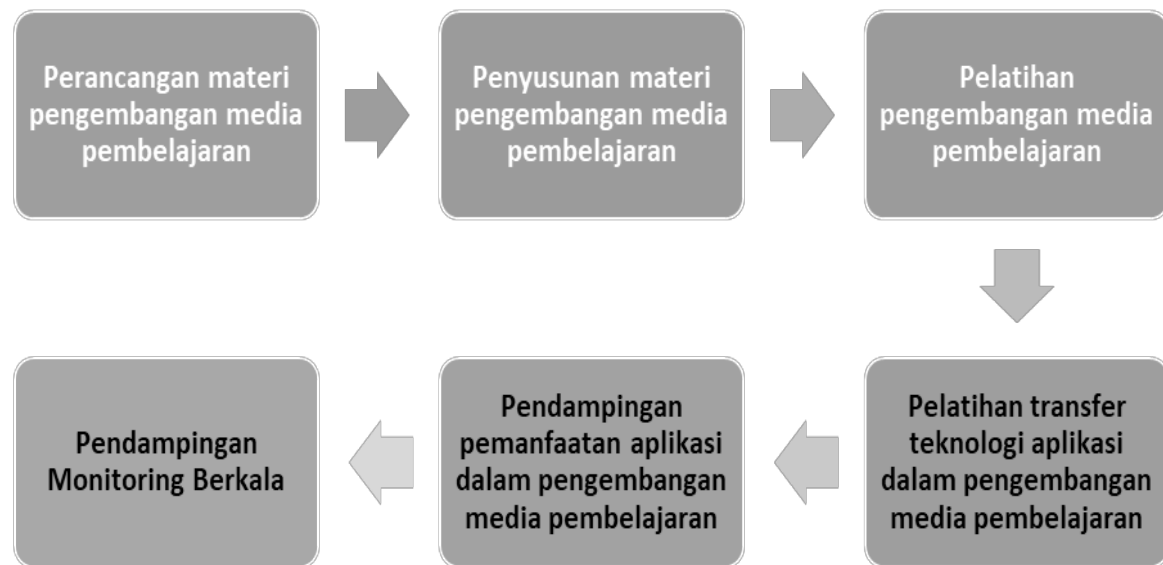 Perancangan materi
pengembangan media
pembelajaran
Penyusunan materi
pengembangan media
pembelajaran
Pelatihan
pengembangan media
pembelajaran
Pelatihan transfer
teknologi aplikasi
dalam pengembangan
media pembelajaran
Pendampingan
pemanfaatan aplikasi
dalam pengembangan
media pembelajaran
Pendampingan
Monitoring Berkala